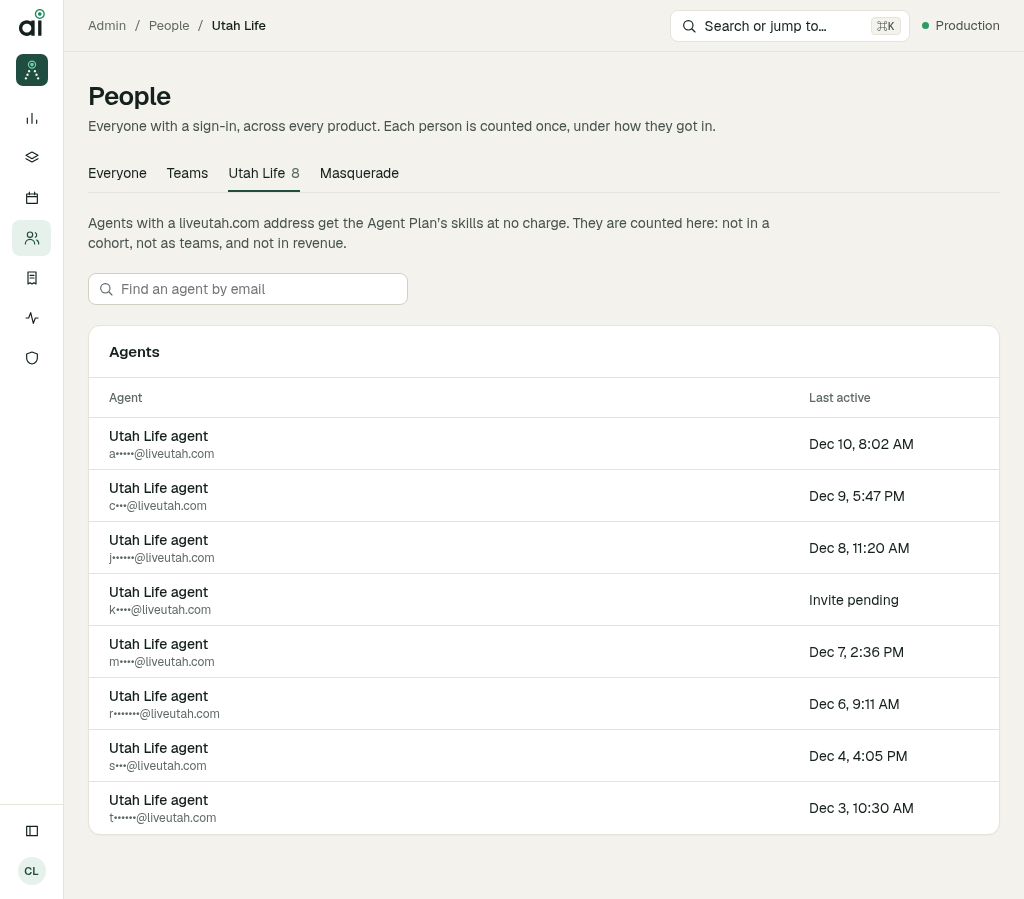 ai
Admin / People / Utah Life
Search or jump to…
⌘K
Production
People
Everyone with a sign-in, across every product. Each person is counted once, under how they got in.
Everyone
Teams
Utah Life 8
Masquerade
Agents with a liveutah.com address get the Agent Plan's skills at no charge. They are counted here: not in a
cohort, not as teams, and not in revenue.
Find an agent by email
Agents
Agent
Last active
Utah Life agent
a•••••@liveutah.com
Dec 10, 8:02 AM
Utah Life agent
c•••@liveutah.com
Dec 9, 5:47 PM
Utah Life agent
j••••••@liveutah.com
Dec 8, 11:20 AM
Utah Life agent
k••••@liveutah.com
Invite pending
Utah Life agent
m••••@liveutah.com
Dec 7, 2:36 PM
Utah Life agent
r•••••••@liveutah.com
Dec 6, 9:11 AM
Utah Life agent
s•••@liveutah.com
Dec 4, 4:05 PM
Utah Life agent
t••••••@liveutah.com
Dec 3, 10:30 AM
CL